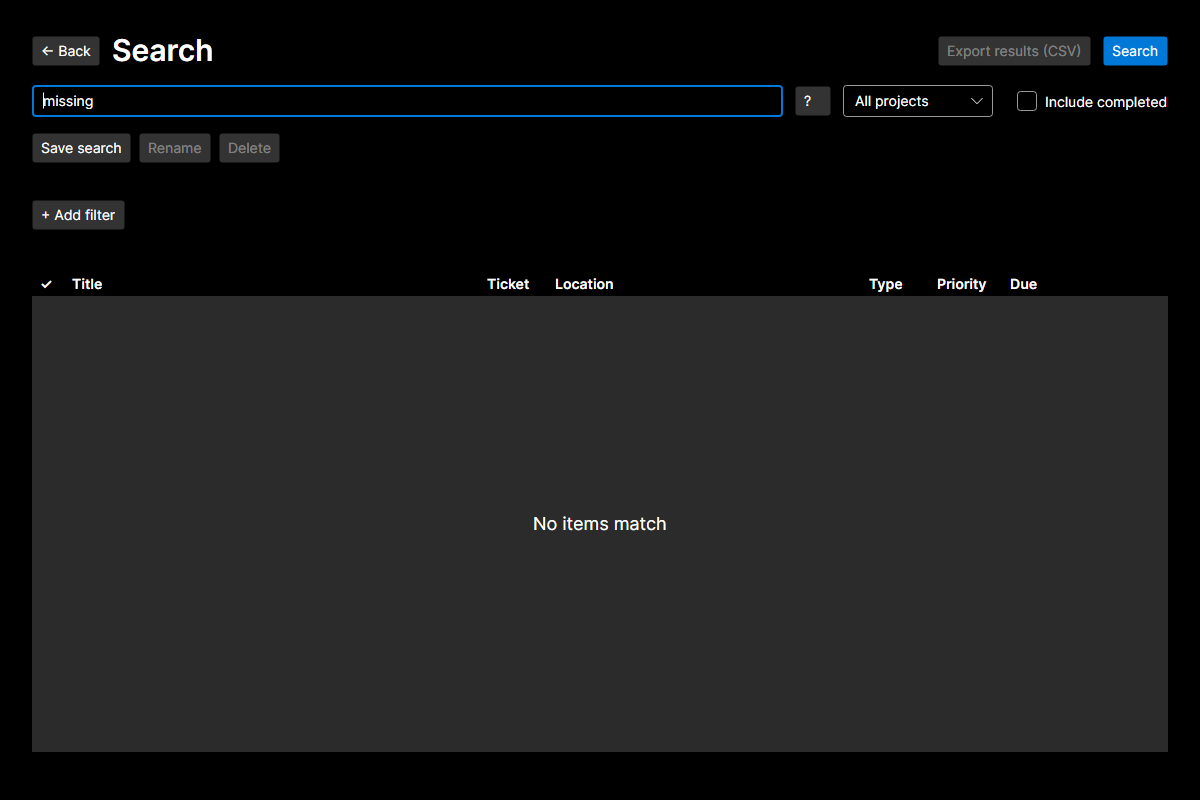 ← Back Search Export results (CSV) Search
missing ? All projects Include completed
Save search Rename Delete
+ Add filter
✓ Title Ticket Location Type Priority Due
No items match